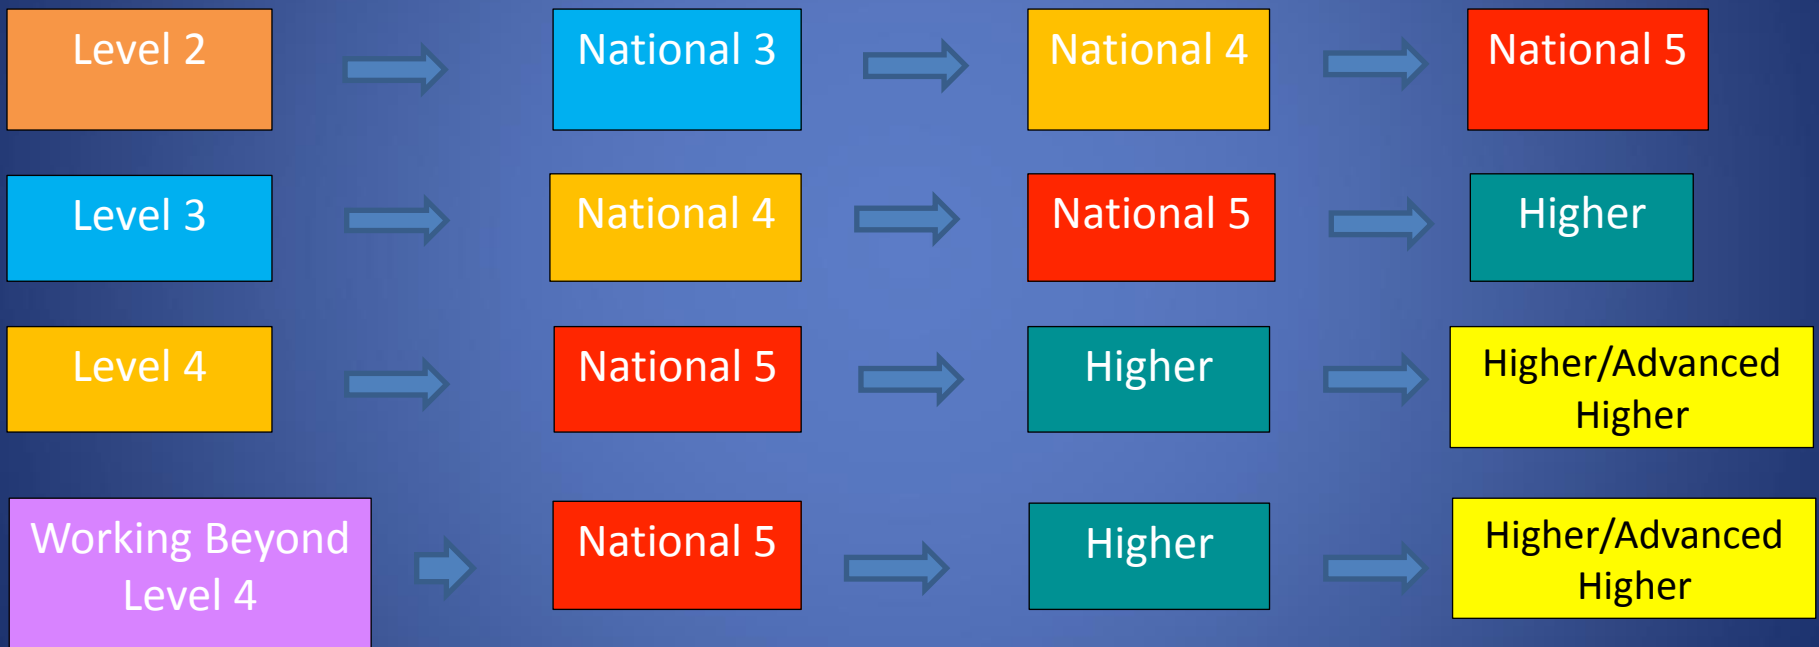 Level 2
National 3
National 4
National 5
Level 3
National 4
National 5
Higher
Level 4
National 5
Higher
Higher/Advanced
Higher
Working Beyond
Level 4
National 5
Higher
Higher/Advanced
Higher